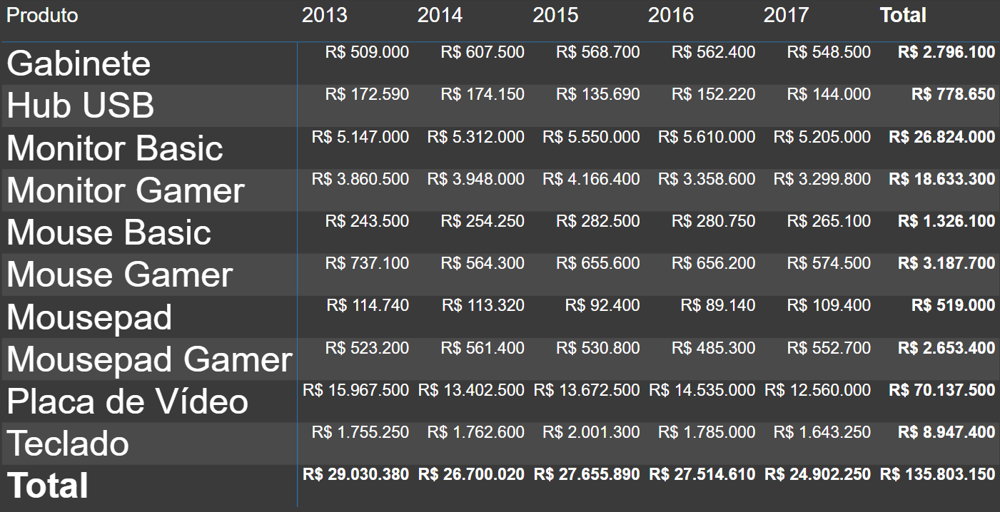 Produto 2013 2014 2015 2016 2017 Total
Gabinete R$ 509.000 R$ 607.500 R$ 568.700 R$ 562.400 R$ 548.500 R$ 2.796.100
Hub USB R$ 172.590 R$ 174.150 R$ 135.690 R$ 152.220 R$ 144.000 R$ 778.650
Monitor Basic R$ 5.147.000 R$ 5.312.000 R$ 5.550.000 R$ 5.610.000 R$ 5.205.000 R$ 26.824.000
Monitor Gamer R$ 3.860.500 R$ 3.948.000 R$ 4.166.400 R$ 3.358.600 R$ 3.299.800 R$ 18.633.300
Mouse Basic R$ 243.500 R$ 254.250 R$ 282.500 R$ 280.750 R$ 265.100 R$ 1.326.100
Mouse Gamer R$ 737.100 R$ 564.300 R$ 655.600 R$ 656.200 R$ 574.500 R$ 3.187.700
Mousepad R$ 114.740 R$ 113.320 R$ 92.400 R$ 89.140 R$ 109.400 R$ 519.000
Mousepad Gamer R$ 523.200 R$ 561.400 R$ 530.800 R$ 485.300 R$ 552.700 R$ 2.653.400
Placa de Vídeo R$ 15.967.500 R$ 13.402.500 R$ 13.672.500 R$ 14.535.000 R$ 12.560.000 R$ 70.137.500
Teclado R$ 1.755.250 R$ 1.762.600 R$ 2.001.300 R$ 1.785.000 R$ 1.643.250 R$ 8.947.400
Total R$ 29.030.380 R$ 26.700.020 R$ 27.655.890 R$ 27.514.610 R$ 24.902.250 R$ 135.803.150